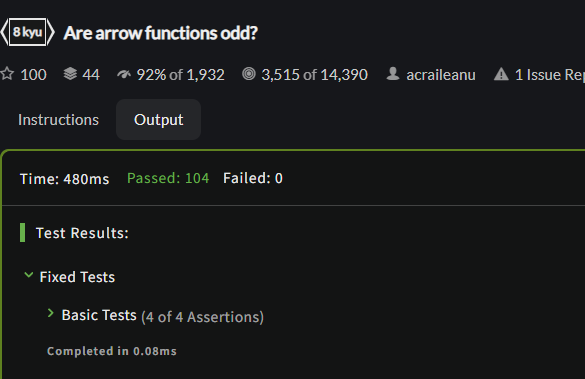 8 kyu Are arrow functions odd?
100 44 92% of 1,932 3,515 of 14,390 acraileanu 1 Issue Rep
Instructions Output
Time: 480ms Passed: 104 Failed: 0
Test Results:
Fixed Tests
Basic Tests (4 of 4 Assertions)
Completed in 0.08ms